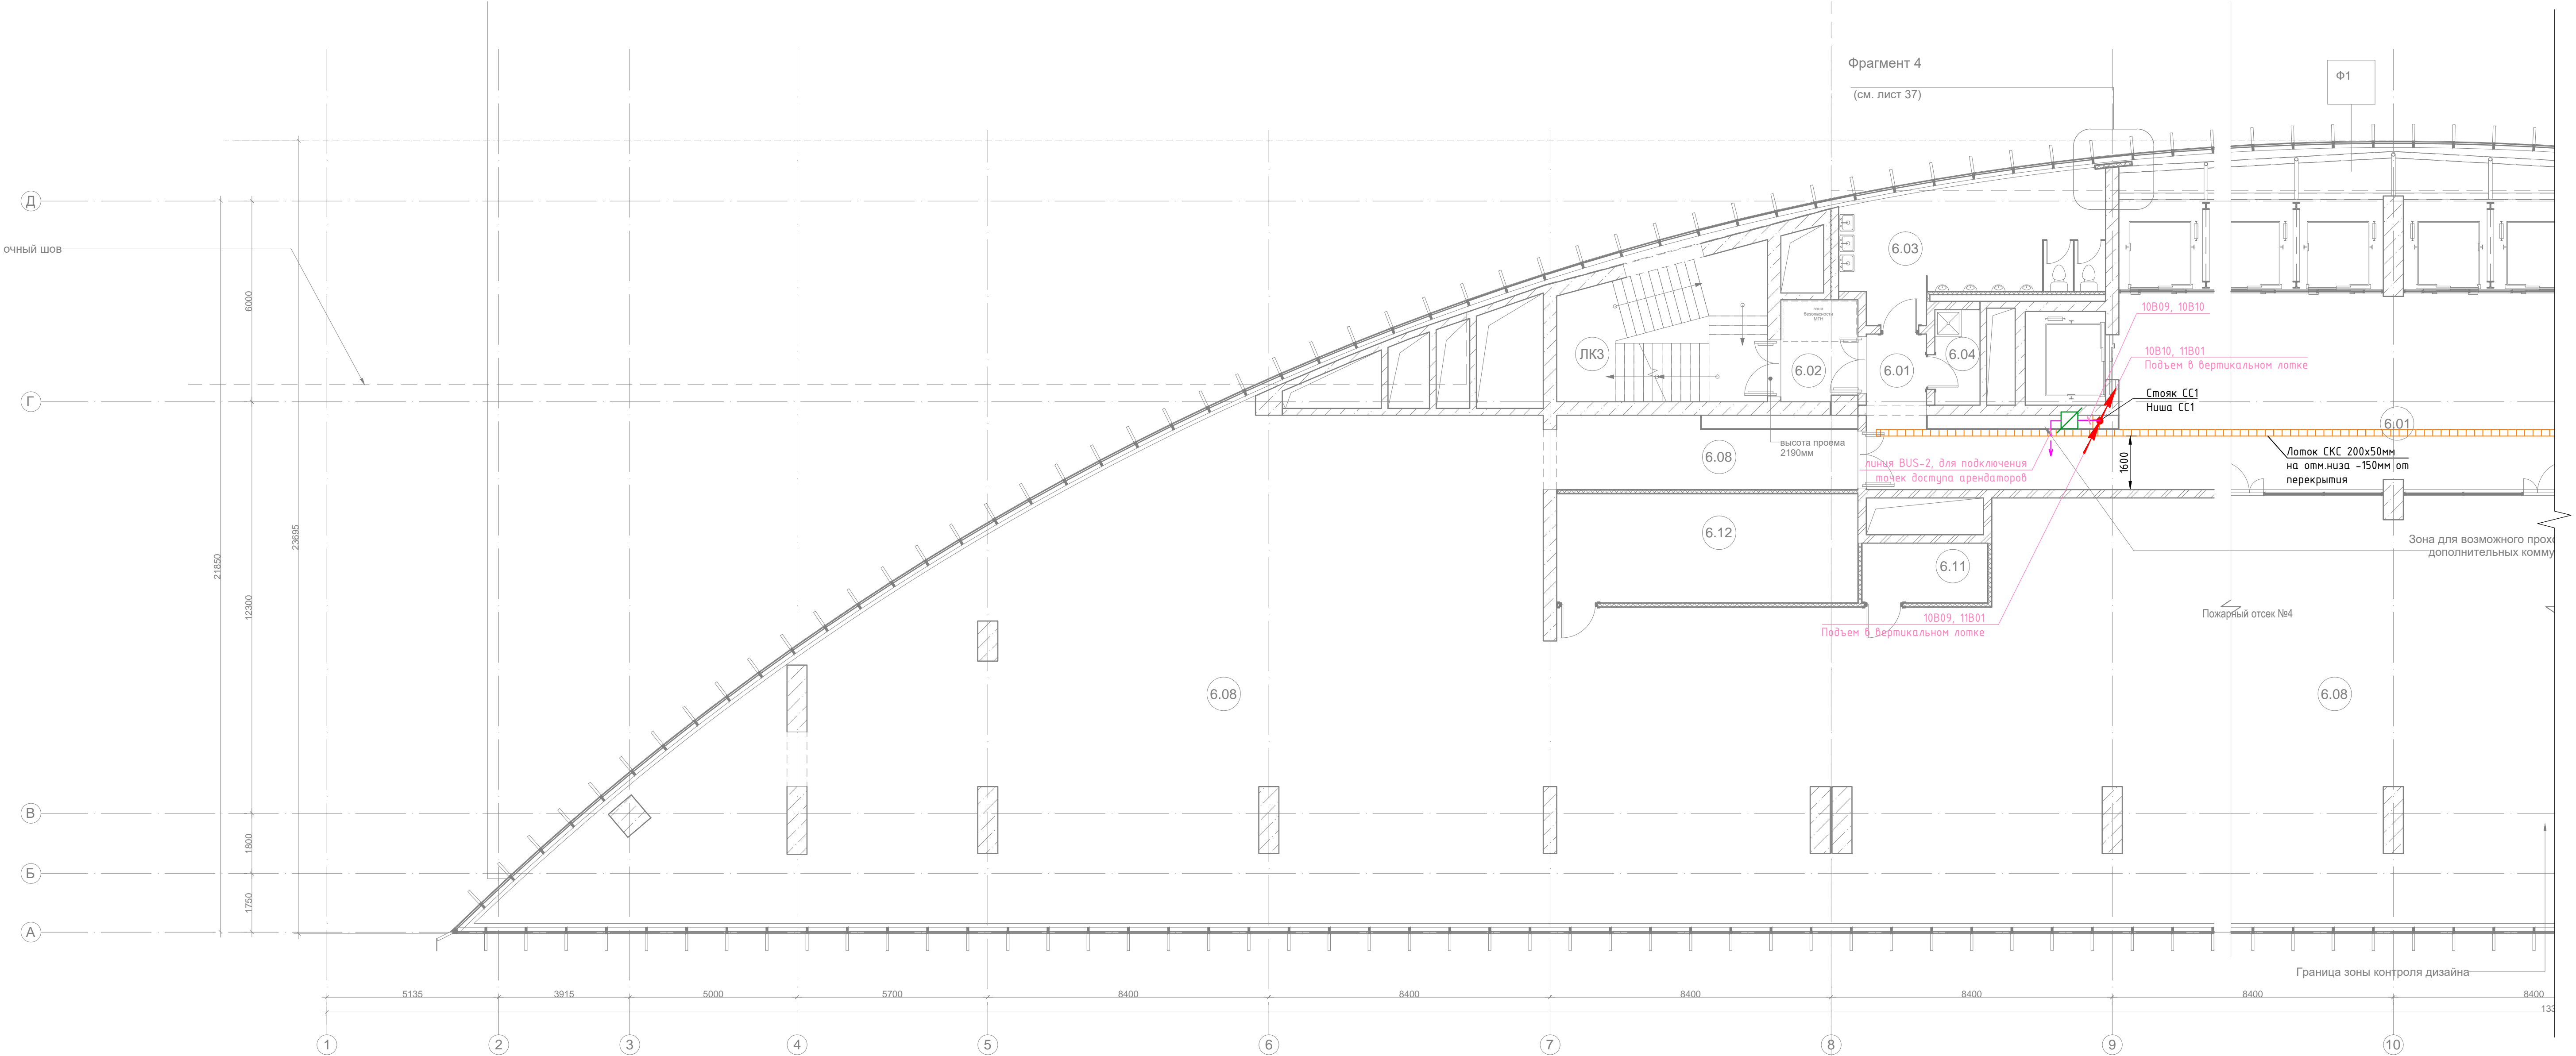 Фрагмент 4
(см. лист 37)
Ф1
Д
очный шов
6000
6.03
10В09, 10В10
зона
безопасности
МГН
ЛК3
6.02
6.01
6.04
10В10, 11В01
Подъем в вертикальном лотке
Г
Стояк СС1
Ниша СС1
6.01
высота проема
2190мм
6.08
линия BUS-2, для подключения
точек доступа арендаторов
1600
Лоток СКС 200х50мм
на отм.низа -150мм от
перекрытия
23695
21850
12300
6.12
6.11
Зона для возможного прохо
дополнительных комму
10В09, 11В01
Подъем в вертикальном лотке
Пожарный отсек №4
6.08
6.08
В
1800
Б
1750
А
Граница зоны контроля дизайна
5135
3915
5000
5700
8400
8400
8400
8400
8400
8400
133
1
2
3
4
5
6
7
8
9
10